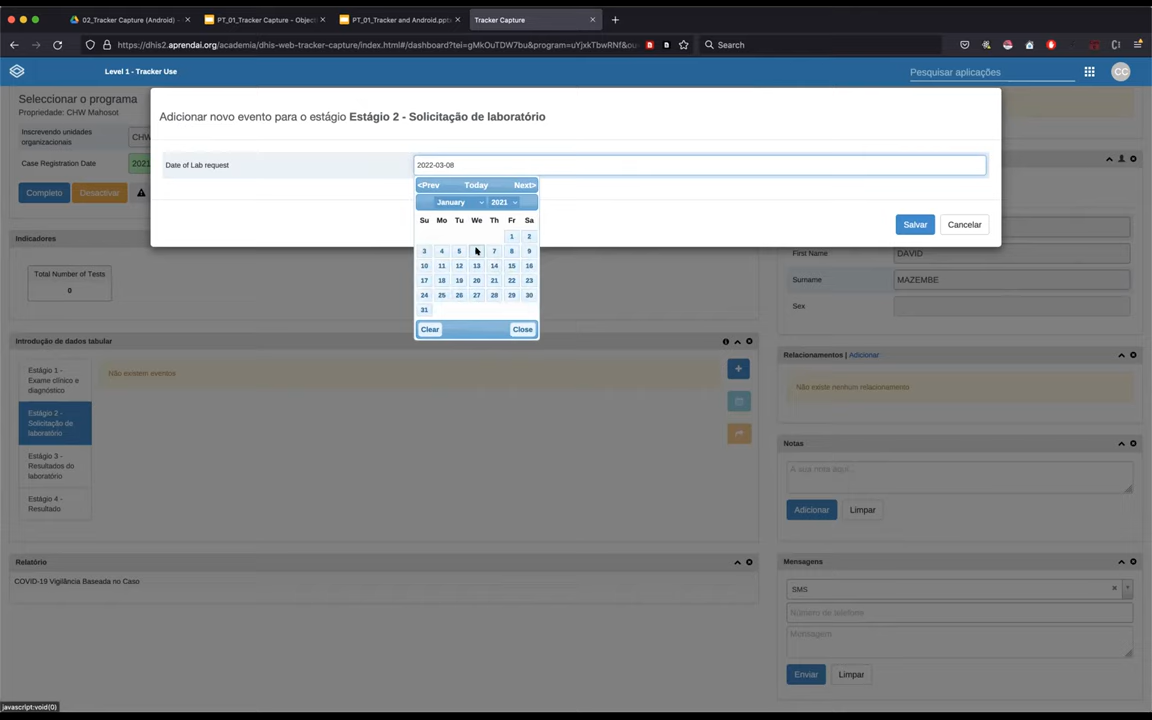 02_Tracker Capture (Android) -
PT_01_Tracker Capture - Object
PT_01_Tracker and Android.pptx
Tracker Capture
https://dhis2.aprendai.org/academia/dhis-web-tracker-capture/index.html#/dashboard?tei=gMkOuTDW7bu&program=uYjxkTbwRNf&ou
Search
Level 1 - Tracker Use
Pesquisar aplicações
CC
Seleccionar o programa
Propriedade: CHW Mahosot
Inscrevendo unidades
organizacionais
CHW
Case Registration Date
2021
Completo
Desactivar
Adicionar novo evento para o estágio Estágio 2 - Solicitação de laboratório
Date of Lab request
2022-03-08
<Prev Today Next>
January 2021
Su Mo Tu We Th Fr Sa
1 2
3 4 5 7 8 9
10 11 12 13 14 15 16
17 18 19 20 21 22 23
24 25 26 27 28 29 30
31
Clear Close
Salvar Cancelar
Indicadores
Total Number of Tests
0
First Name
DAVID
Surname
MAZEMBE
Sex
Introdução de dados tabular
Estágio 1 -
Exame clínico e
diagnóstico
Não existem eventos
Estágio 2 -
Solicitação de
laboratório
Estágio 3 -
Resultados do
laboratório
Estágio 4 -
Resultado
Relacionamentos | Adicionar
Não existe nenhum relacionamento
Notas
A sua nota aqui...
Adicionar Limpar
Relatório
COVID-19 Vigilância Baseada no Caso
Mensagens
SMS
Número de telefone
Mensagem
Enviar Limpar
javascript:void(0)